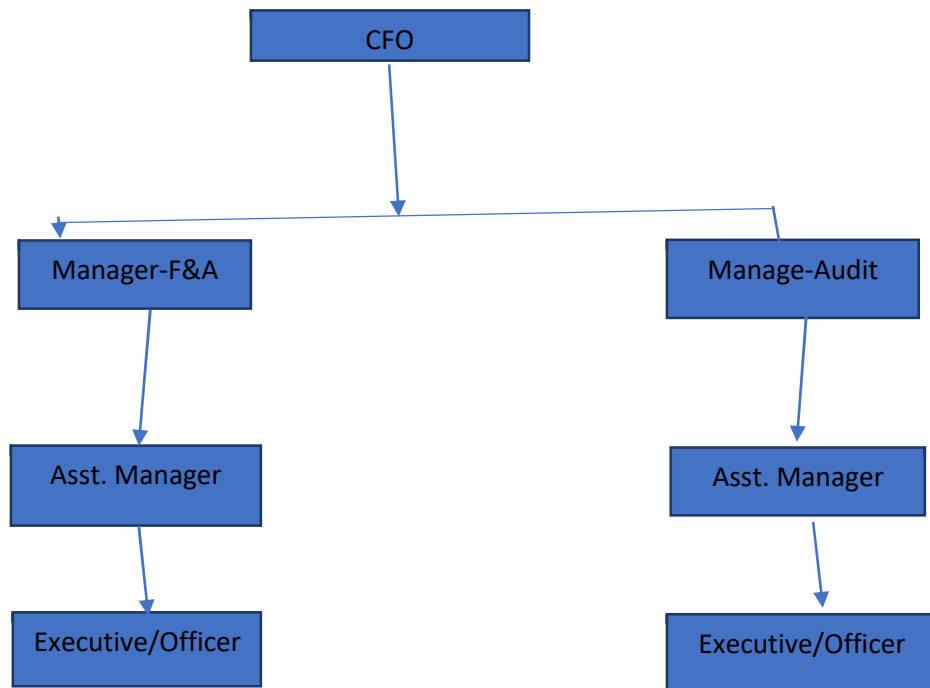 CFO
Manager-F&A
Manage-Audit
Asst. Manager
Asst. Manager
Executive/Officer
Executive/Officer